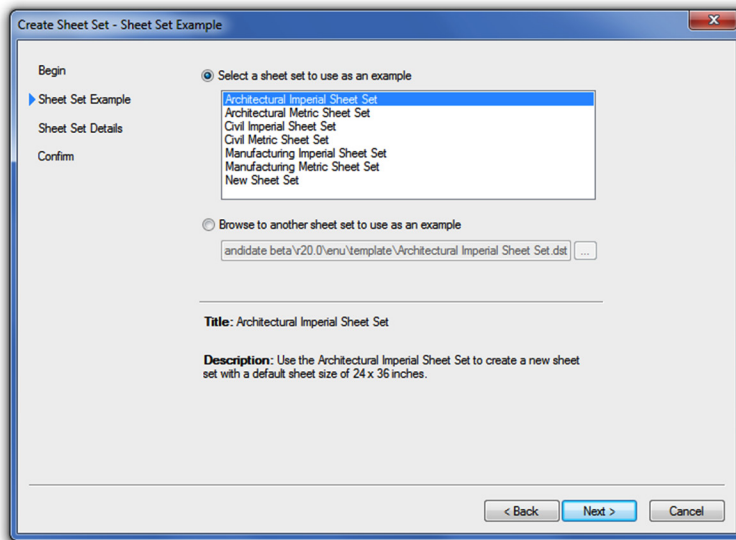 Create Sheet Set - Sheet Set Example
Begin
Sheet Set Example
Sheet Set Details
Confirm
Select a sheet set to use as an example
Architectural Imperial Sheet Set
Architectural Metric Sheet Set
Civil Imperial Sheet Set
Civil Metric Sheet Set
Manufacturing Imperial Sheet Set
Manufacturing Metric Sheet Set
New Sheet Set
Browse to another sheet set to use as an example
andidate beta\r20.0\enu\template\Architectural Imperial Sheet Set.dst
...
Title: Architectural Imperial Sheet Set
Description: Use the Architectural Imperial Sheet Set to create a new sheet
set with a default sheet size of 24 x 36 inches.
< Back
Next >
Cancel